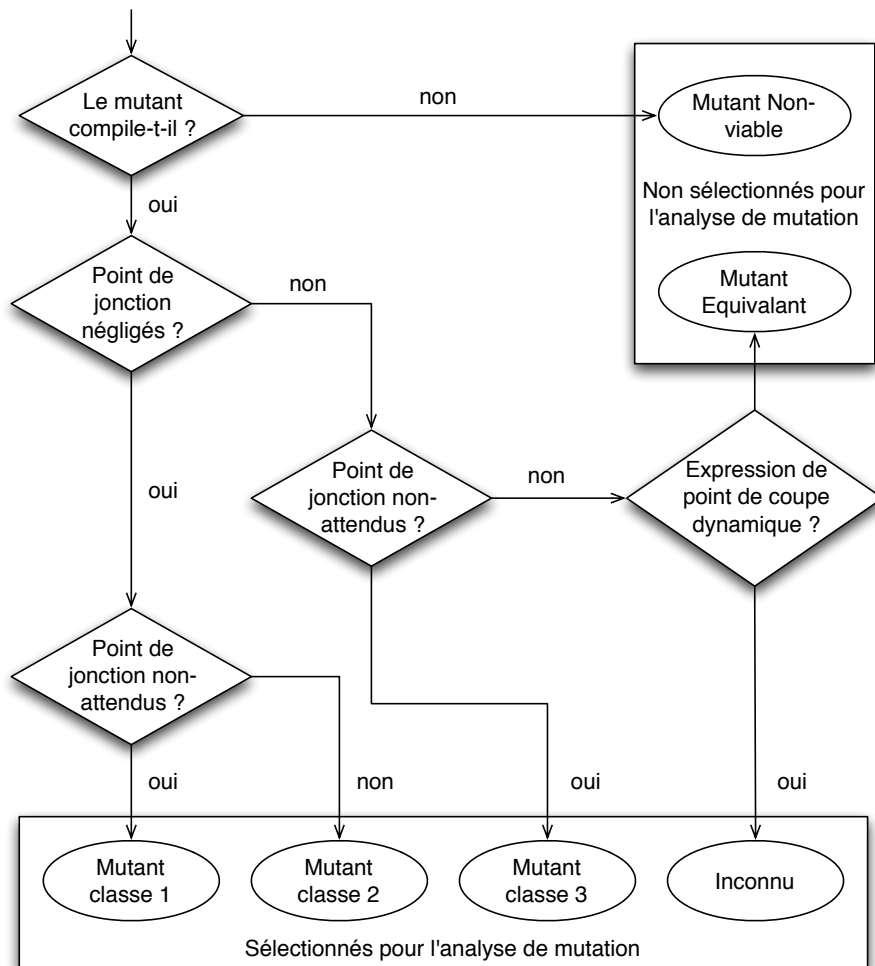 Le mutant
compile-t-il ?
non
Mutant Non-
viable
Non sélectionnés pour
l'analyse de mutation
Mutant
Equivalant
oui
Point de
jonction
négligés ?
non
oui
Point de
jonction non-
attendus ?
non
Expression de
point de coupe
dynamique ?
Point de
jonction non-
attendus ?
oui
non
oui
oui
Mutant
classe 1
Mutant
classe 2
Mutant
classe 3
Inconnu
Sélectionnés pour l'analyse de mutation